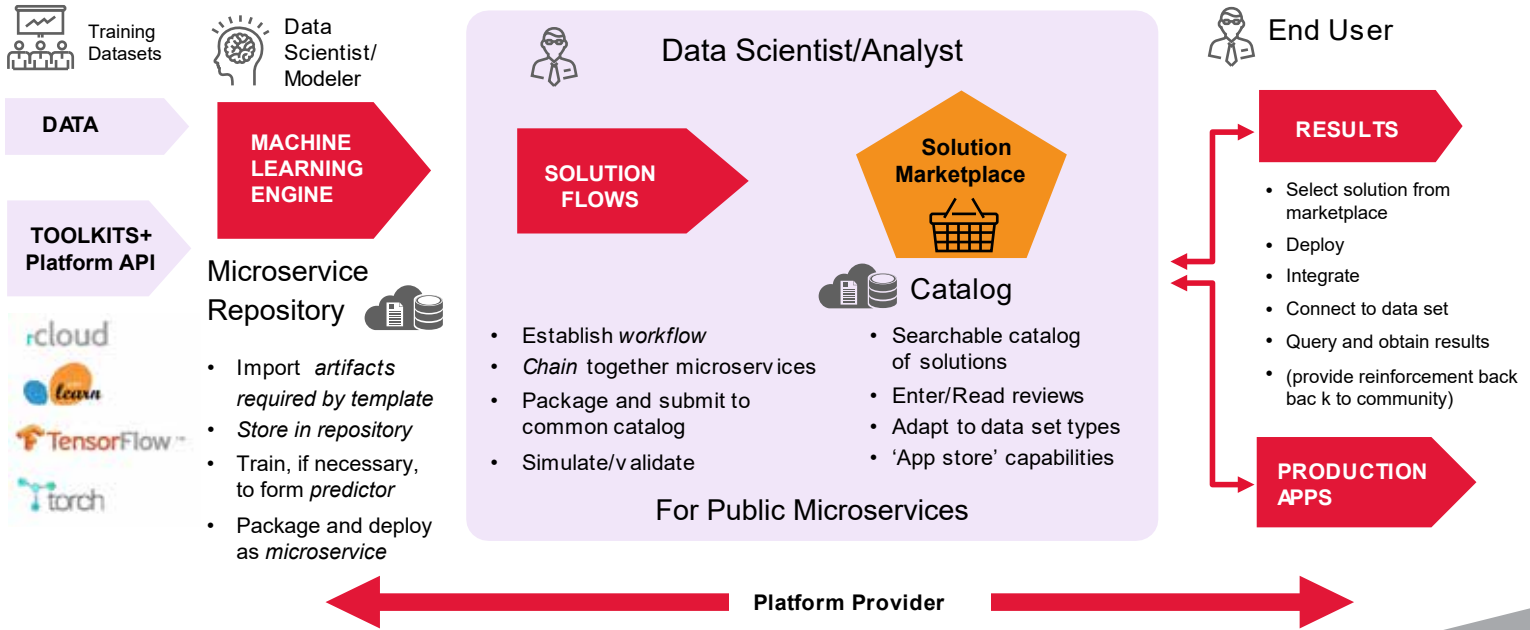 Training
Datasets
DATA
TOOLKITS+
Platform API
rcloud
learn
TensorFlow™
torch
Data
Scientist/
Modeler
MACHINE
LEARNING
ENGINE
Microservice
Repository
• Import artifacts
required by template
• Store in repository
• Train, if necessary,
to form predictor
• Package and deploy
as microservice
Data Scientist/Analyst
SOLUTION
FLOWS
• Establish workflow
• Chain together microservices
• Package and submit to
common catalog
• Simulate/validate
Solution
Marketplace
Catalog
• Searchable catalog
of solutions
• Enter/Read reviews
• Adapt to data set types
• ‘App store’ capabilities
For Public Microservices
End User
RESULTS
• Select solution from
marketplace
• Deploy
• Integrate
• Connect to data set
• Query and obtain results
• (provide reinforcement back
bac k to community)
PRODUCTION
APPS
Platform Provider